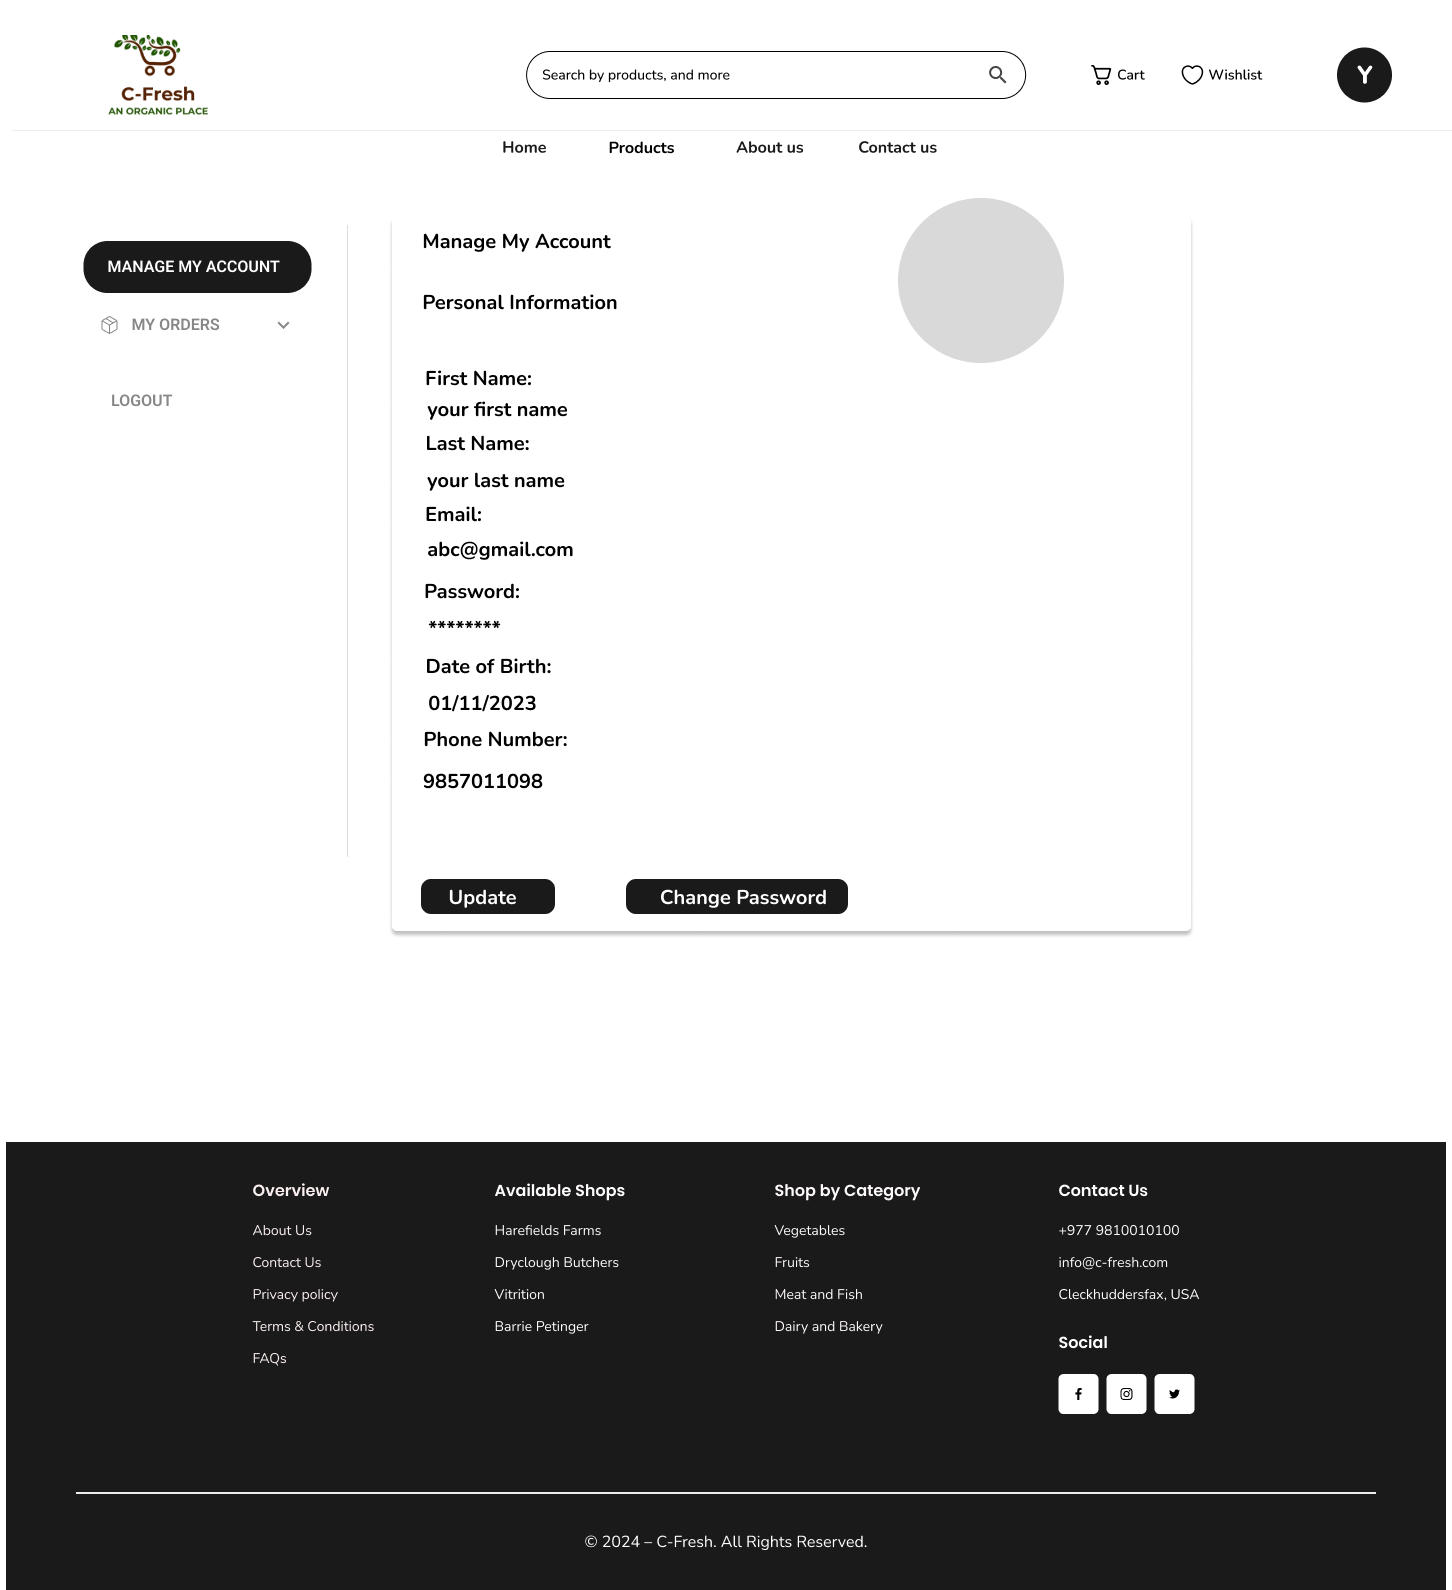 C-Fresh
AN ORGANIC PLACE
Search by products, and more
Cart
Wishlist
Y
Home
Products
About us
Contact us
MANAGE MY ACCOUNT
MY ORDERS
LOGOUT
Manage My Account
Personal Information
First Name:
your first name
Last Name:
your last name
Email:
abc@gmail.com
Password:
********
Date of Birth:
01/11/2023
Phone Number:
9857011098
Update
Change Password
Overview
About Us
Contact Us
Privacy policy
Terms & Conditions
FAQs
Available Shops
Harefields Farms
Dryclough Butchers
Vitrition
Barrie Petinger
Shop by Category
Vegetables
Fruits
Meat and Fish
Dairy and Bakery
Contact Us
+977 9810010100
info@c-fresh.com
Cleckhuddersfax, USA
Social
© 2024 – C-Fresh. All Rights Reserved.